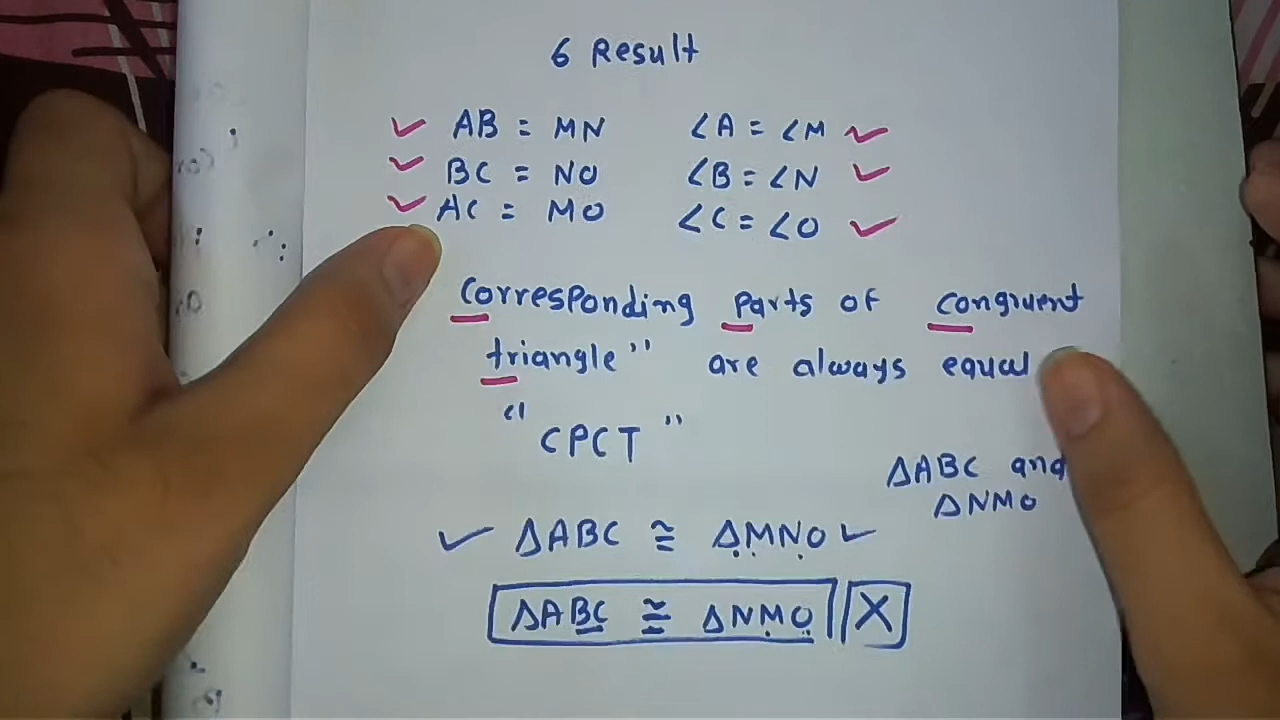 6 Result
AB = MN ∠A = ∠M
BC = NO ∠B = ∠N
AC = MO ∠C = ∠O
Corresponding parts of congruent
triangle" are always equal
"CPCT"
ΔABC and
ΔNMO
ΔABC ≅ ΔMNO
ΔABC ≅ ΔNMO X